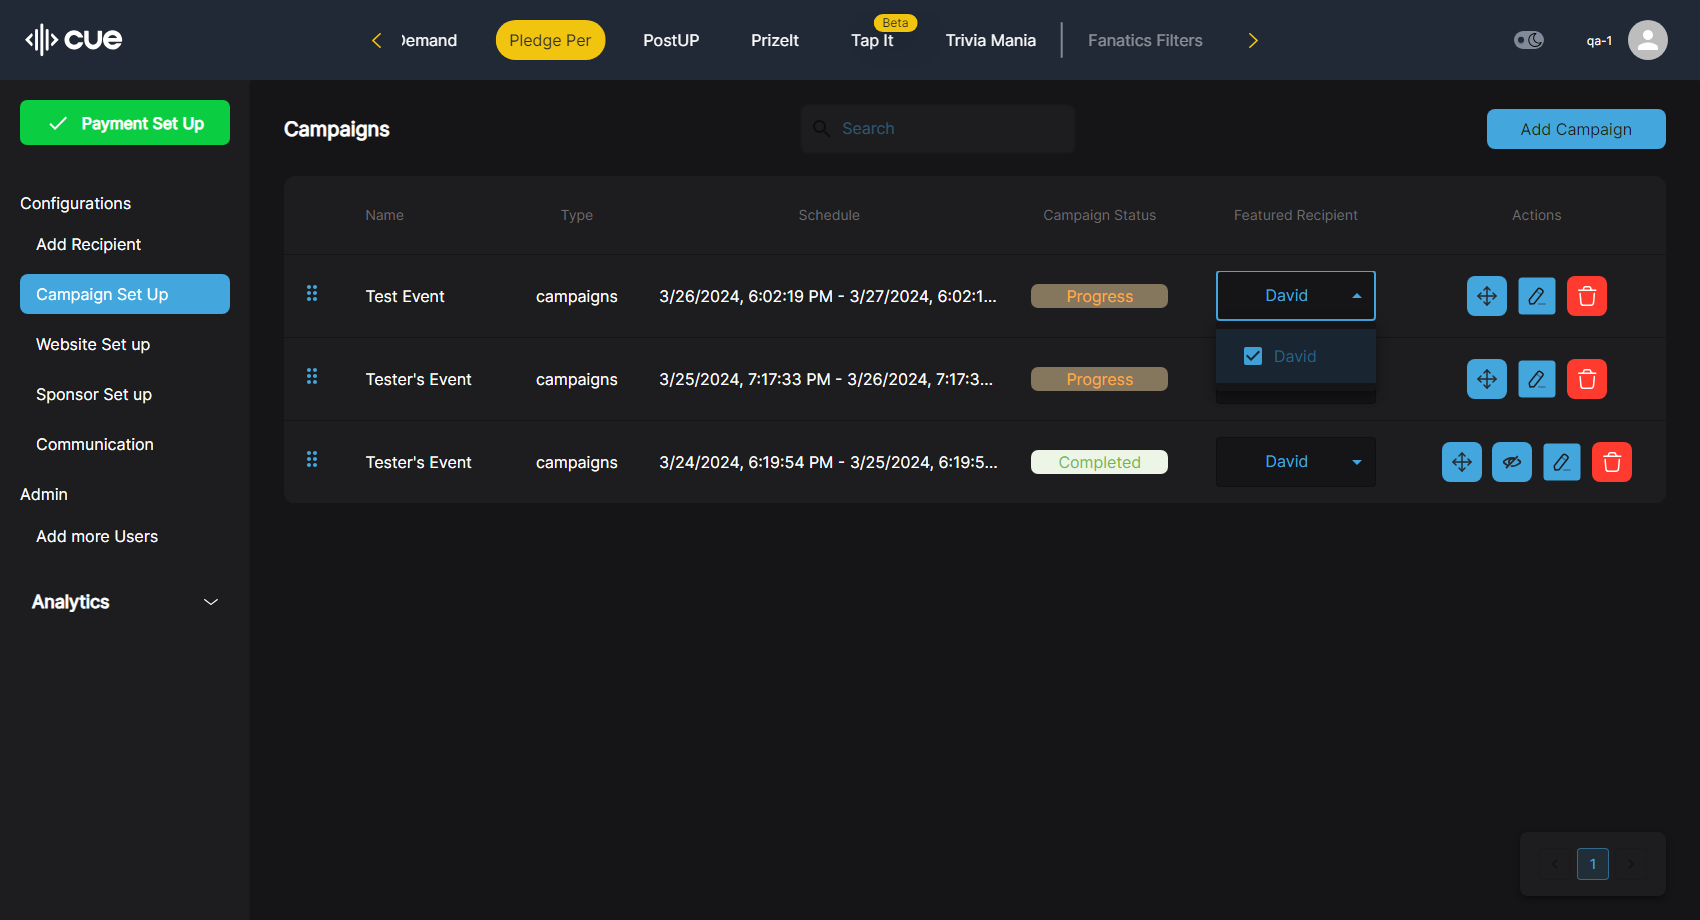 cue
Demand
Pledge Per
PostUP
PrizeIt
Beta
Tap It
Trivia Mania
Fanatics Filters
qa-1
Payment Set Up
Configurations
Add Recipient
Campaign Set Up
Website Set up
Sponsor Set up
Communication
Admin
Add more Users
Analytics
Campaigns
Search
Add Campaign
Name Type Schedule Campaign Status Featured Recipient Actions
Test Event campaigns 3/26/2024, 6:02:19 PM - 3/27/2024, 6:02:1... Progress David
David
Tester's Event campaigns 3/25/2024, 7:17:33 PM - 3/26/2024, 7:17:3... Progress
Tester's Event campaigns 3/24/2024, 6:19:54 PM - 3/25/2024, 6:19:5... Completed David
1